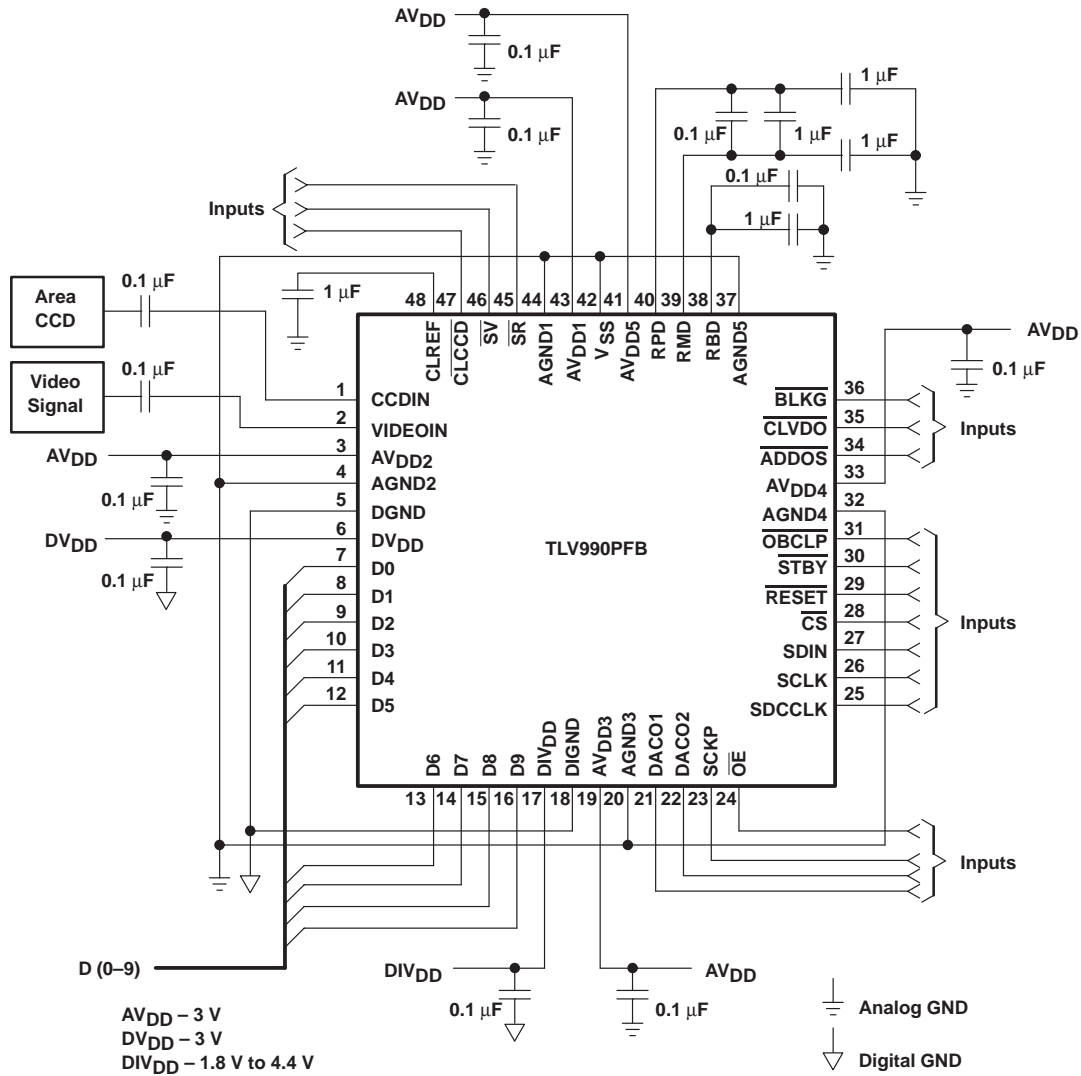 AVDD
0.1 μF
AVDD
0.1 μF
1 μF
0.1 μF
1 μF
1 μF
0.1 μF
1 μF
Inputs
Area
CCD
0.1 μF
1 μF
Video
Signal
0.1 μF
48 47 46 45 44 43 42 41 40 39 38 37
CLREF
CLCCD
SV
SR
AGND1
AVDD1
VSS
AVDD5
RPD
RMD
RBD
AGND5
AVDD
0.1 μF
1 CCDIN
2 VIDEOIN
3 AVDD2
4 AGND2
5 DGND
6 DVDD
7 D0
8 D1
9 D2
10 D3
11 D4
12 D5
AVDD
0.1 μF
DVDD
0.1 μF
TLV990PFB
BLKG 36
CLVDO 35
ADDOS 34
AVDD4 33
AGND4 32
OBCLP 31
STBY 30
RESET 29
CS 28
SDIN 27
SCLK 26
SDCCLK 25
Inputs
Inputs
D6
D7
D8
D9
DIVDD
DIGND
AVDD3
AGND3
DACO1
DACO2
SCKP
OE
13 14 15 16 17 18 19 20 21 22 23 24
Inputs
D (0–9)
DIVDD
0.1 μF
AVDD
0.1 μF
AVDD – 3 V
DVDD – 3 V
DIVDD – 1.8 V to 4.4 V
Analog GND
Digital GND